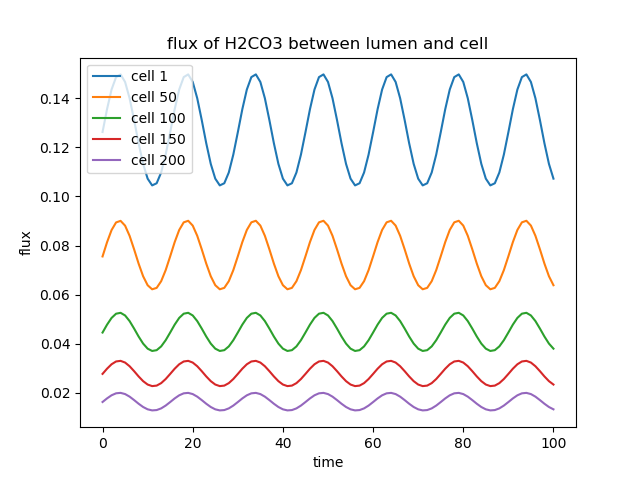 flux of H2CO3 between lumen and cell
cell 1
cell 50
cell 100
cell 150
cell 200
0.14
0.12
0.10
0.08
0.06
0.04
0.02
flux
0 20 40 60 80 100
time